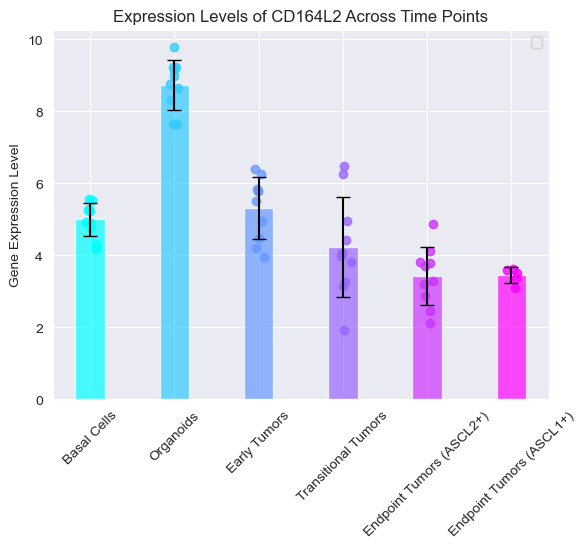 Expression Levels of CD164L2 Across Time Points
Gene Expression Level
10
8
6
4
2
0
Basal Cells
Organoids
Early Tumors
Transitional Tumors
Endpoint Tumors (ASCL2+)
Endpoint Tumors (ASCL1+)